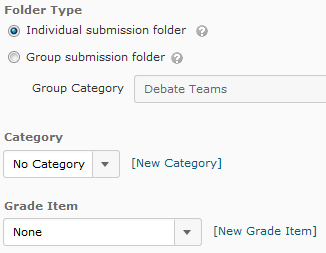 Folder Type
Individual submission folder ?
Group submission folder ?
Group Category Debate Teams
Category
No Category [New Category]
Grade Item
None [New Grade Item]